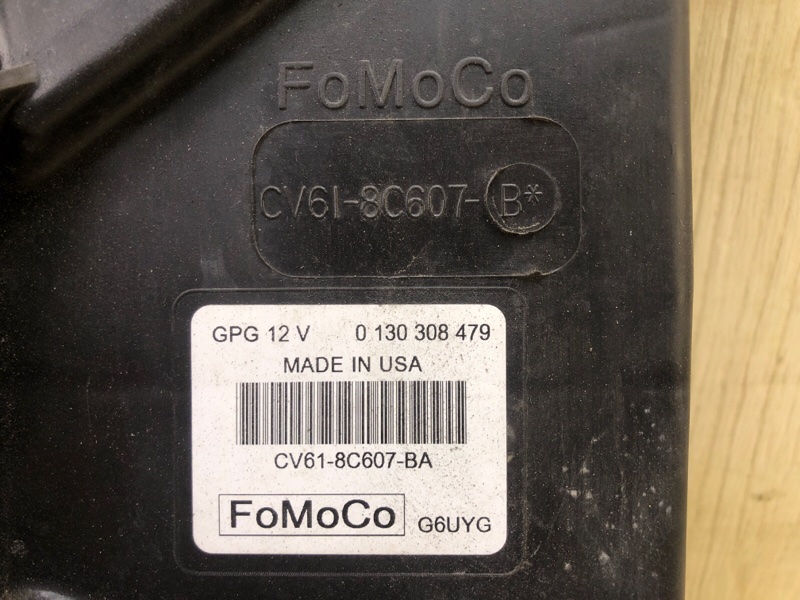 FoMoCo
CV61-8C607-B*
GPG 12 V 0 130 308 479
MADE IN USA
CV61-8C607-BA
FoMoCo G6UYG